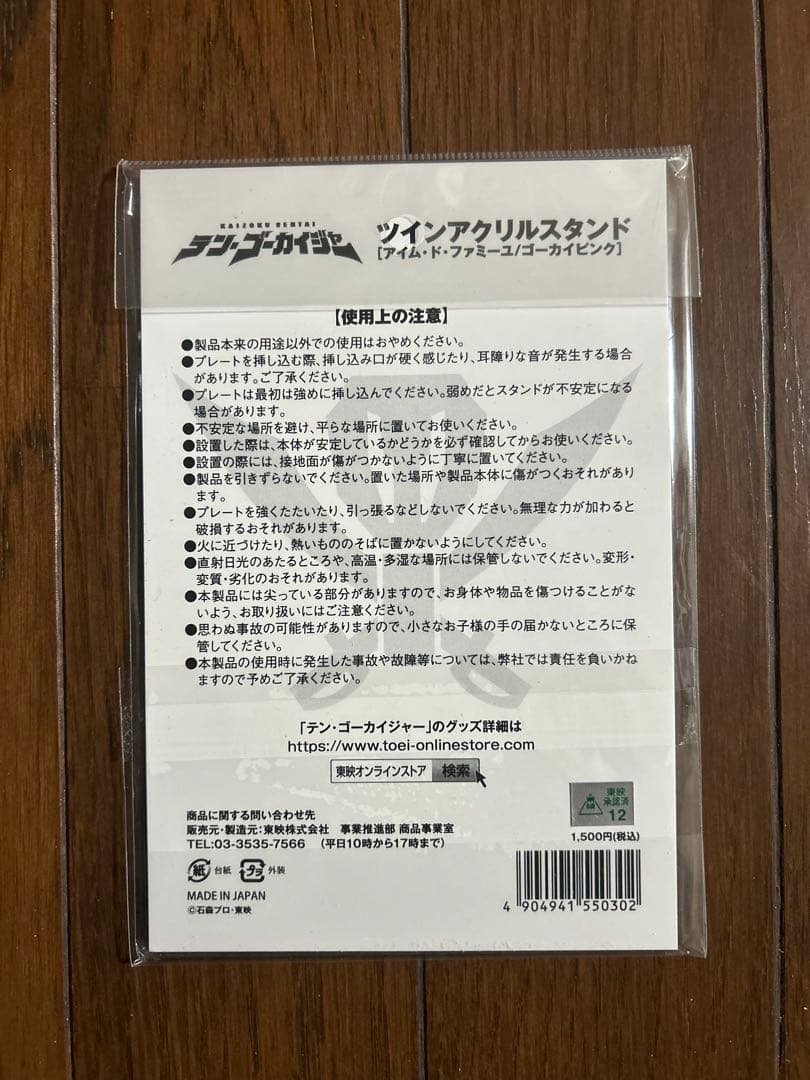 KAIZOKU SENTAI
テン・ゴーカイジャー
ツインアクリルスタンド
[アイム・ド・ファミーユ/ゴーカイピンク]
【使用上の注意】
●製品本来の用途以外での使用はおやめください。
●プレートを挿し込む際、挿し込み口が硬く感じたり、耳障りな音が発生する場合
があります。ご了承ください。
●プレートは最初は強めに挿し込んでください。弱めだとスタンドが不安定になる
場合があります。
●不安定な場所を避け、平らな場所に置いてお使いください。
●設置した際は、本体が安定しているかどうかを必ず確認してからお使いください。
●設置の際には、接地面が傷がつかないように丁寧に置いてください。
●製品を引きずらないでください。置いた場所や製品本体に傷がつくおそれがあり
ます。
●プレートを強くたたいたり、引っ張るなどしないでください。無理な力が加わると
破損するおそれがあります。
●火に近づけたり、熱いもののそばに置かないようにしてください。
●直射日光のあたるところや、高温・多湿な場所には保管しないでください。変形・
変質・劣化のおそれがあります。
●本製品には尖っている部分がありますので、お身体や物品を傷つけることがな
いよう、お取り扱いにはご注意ください。
●思わぬ事故の可能性がありますので、小さなお子様の手の届かないところに保
管してください。
●本製品の使用時に発生した事故や故障等については、弊社では責任を負いかね
ますので予めご了承ください。
「テン・ゴーカイジャー」のグッズ詳細は
https://www.toei-onlinestore.com
東映オンラインストア 検索
東映
承認済
12
商品に関する問い合わせ先
販売元・製造元:東映株式会社 事業推進部 商品事業室
TEL:03-3535-7566 (平日10時から17時まで)
1,500円(税込)
紙 台紙 プラ 外装
MADE IN JAPAN
©石森プロ・東映
4 904941 550302